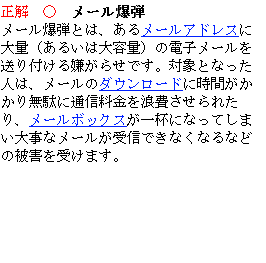 正解　○　メール爆弾
メール爆弾とは、あるメールアドレスに
大量（あるいは大容量）の電子メールを
送り付ける嫌がらせです。対象となった
人は、メールのダウンロードに時間がか
かり無駄に通信料金を浪費させられた
り、メールボックスが一杯になってしま
い大事なメールが受信できなくなるなど
の被害を受けます。